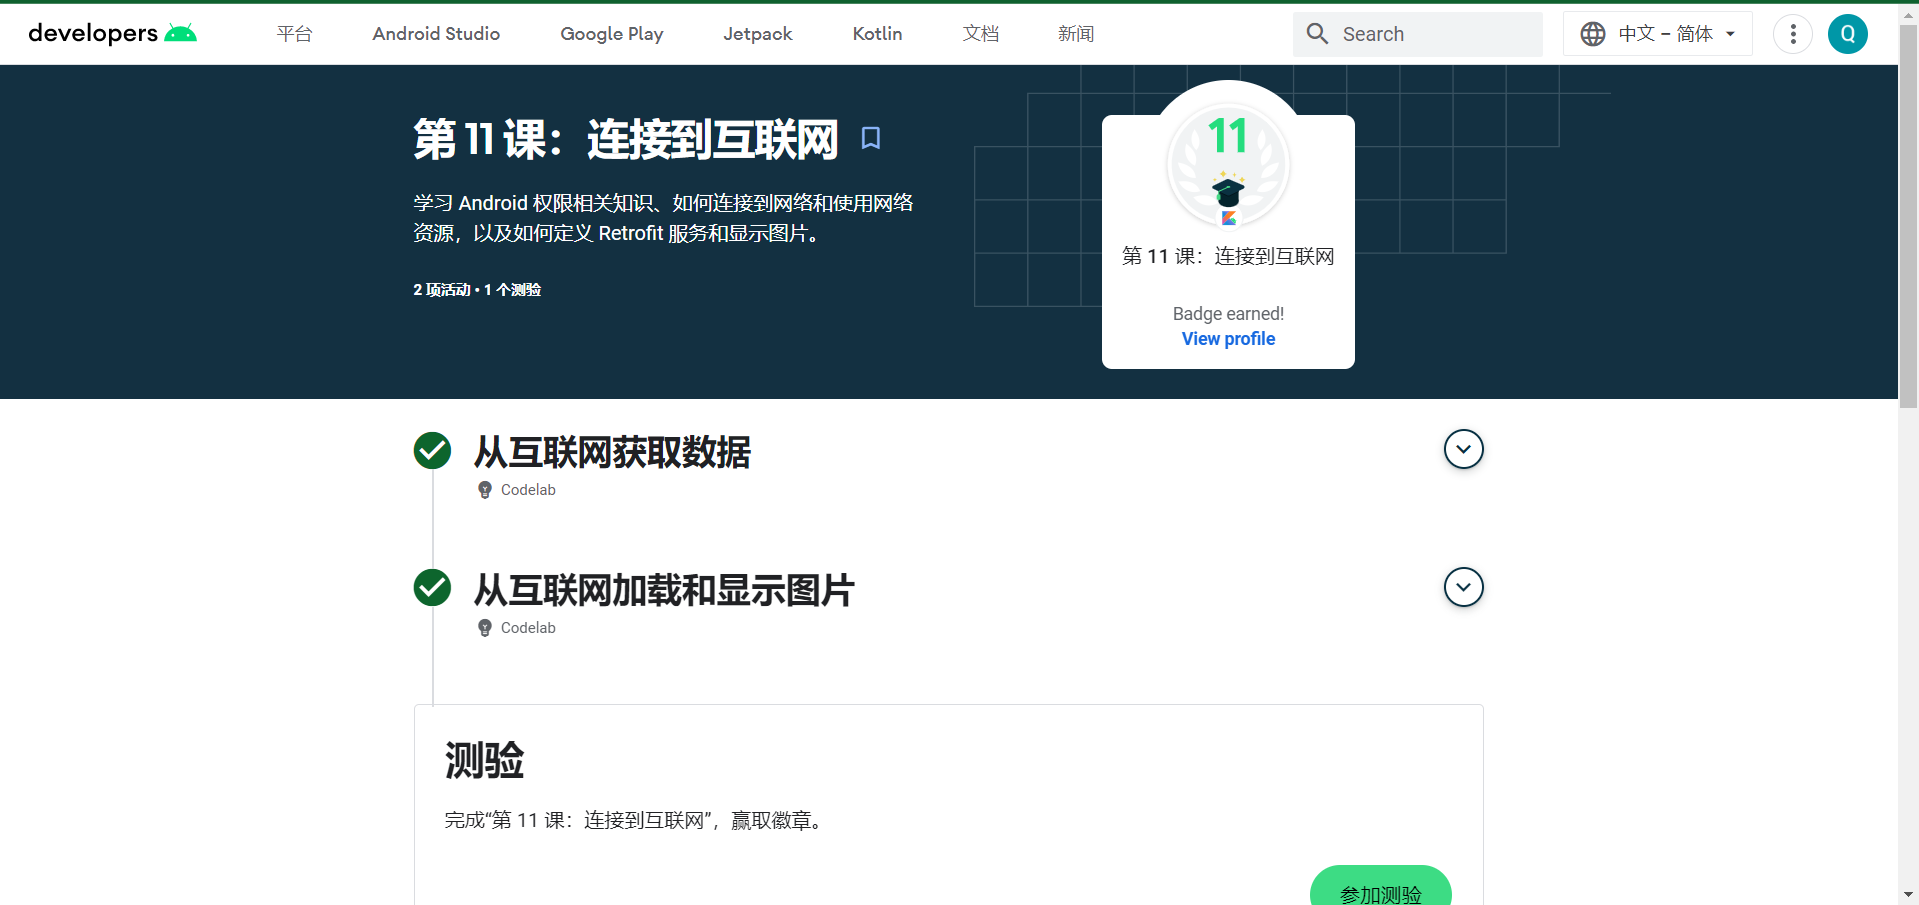 developers
平台
Android Studio
Google Play
Jetpack
Kotlin
文档
新闻
Search
中文 – 简体
Q
第 11 课：连接到互联网
学习 Android 权限相关知识、如何连接到网络和使用网络
资源，以及如何定义 Retrofit 服务和显示图片。
2 项活动 • 1 个测验
11
第 11 课：连接到互联网
Badge earned!
View profile
从互联网获取数据
Codelab
从互联网加载和显示图片
Codelab
测验
完成“第 11 课：连接到互联网”，赢取徽章。
参加测验